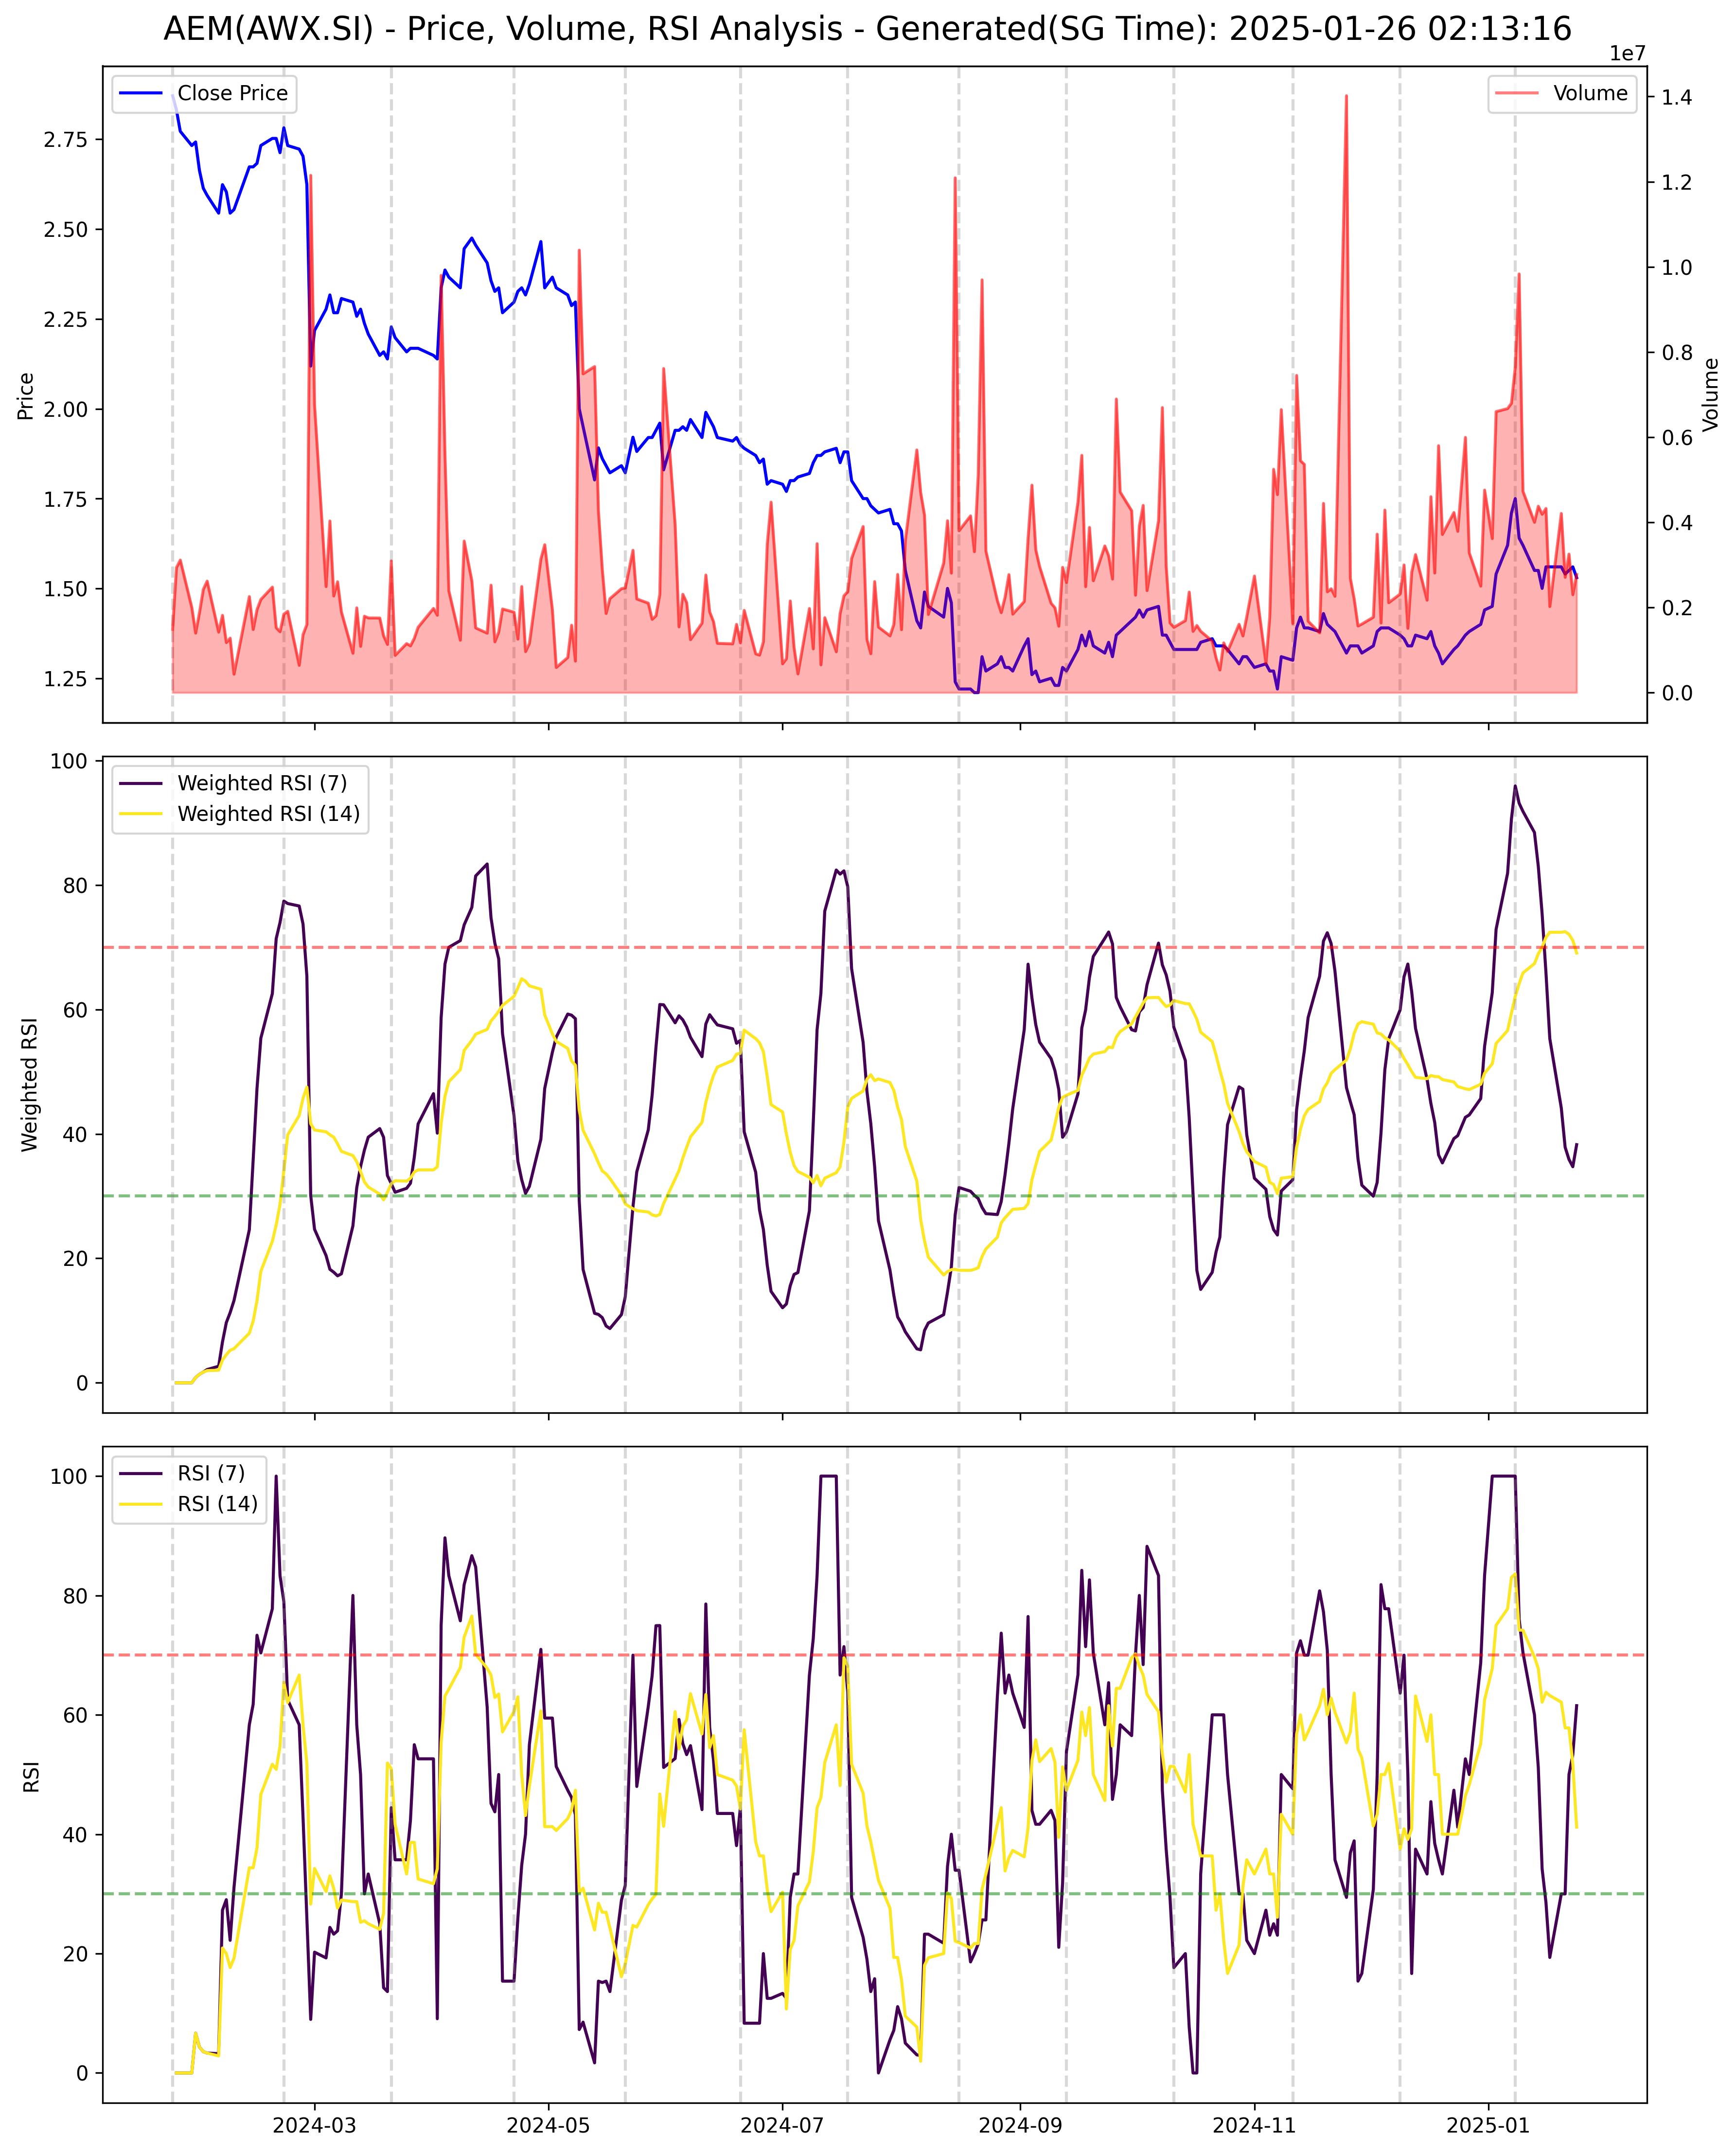 AEM(AWX.SI) - Price, Volume, RSI Analysis - Generated(SG Time): 2025-01-26 02:13:16
1e7
Close Price
Volume
2.75
2.50
2.25
2.00
1.75
1.50
1.25
Price
1.4
1.2
1.0
0.8
0.6
0.4
0.2
0.0
Volume
Weighted RSI (7)
Weighted RSI (14)
100
80
60
40
20
0
Weighted RSI
RSI (7)
RSI (14)
100
80
60
40
20
0
RSI
2024-03
2024-05
2024-07
2024-09
2024-11
2025-01